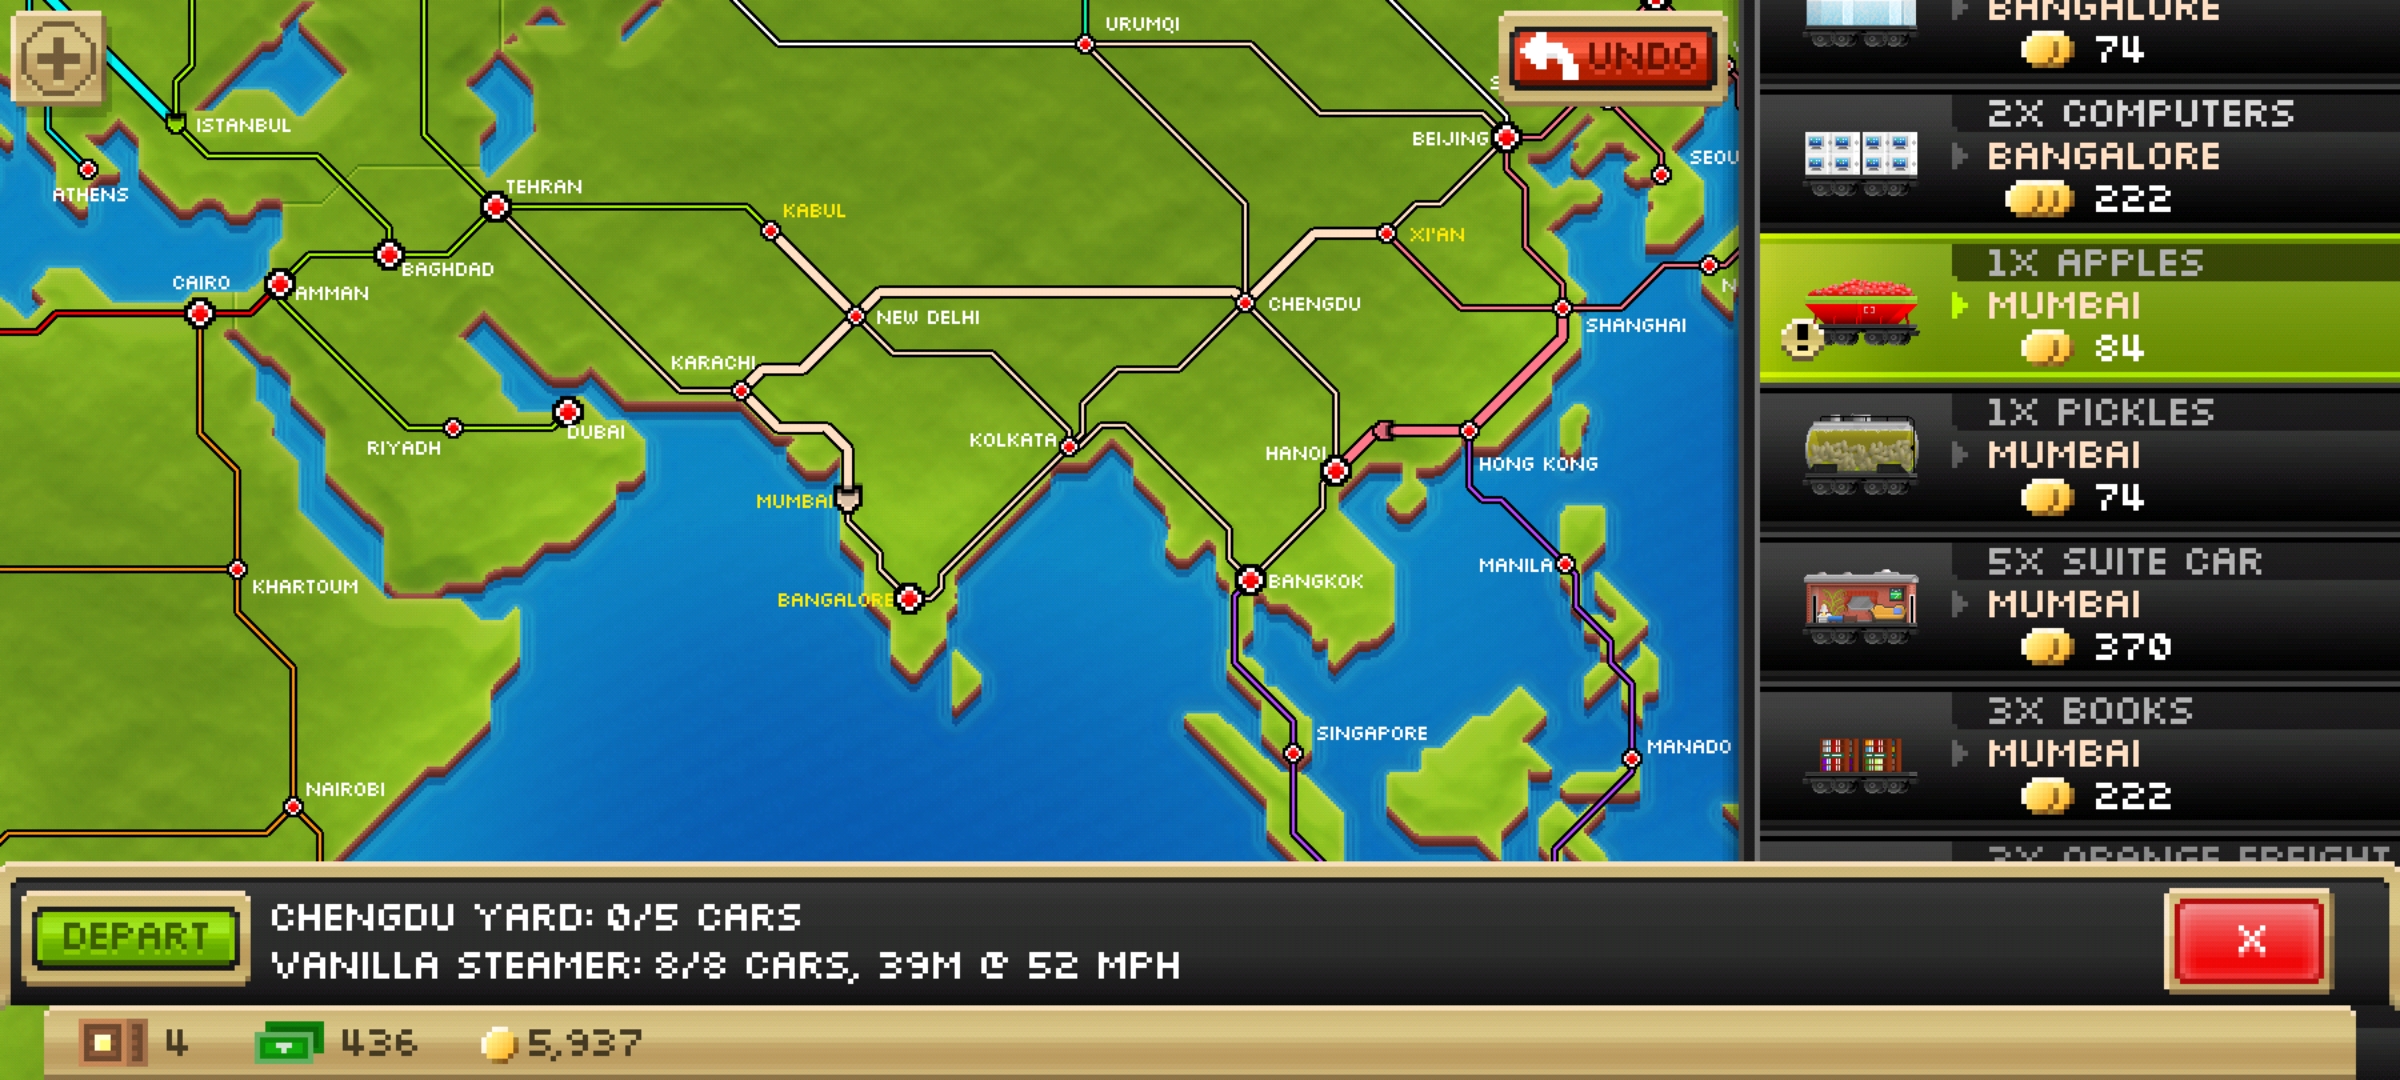 URUMQI
UNDO
BEIJING
SEOU
ISTANBUL
ATHENS
TEHRAN
KABUL
XI'AN
BAGHDAD
CAIRO
AMMAN
NEW DELHI
CHENGDU
SHANGHAI
KARACHI
RIYADH
DUBAI
KOLKATA
HANOI
HONG KONG
MUMBAI
KHARTOUM
BANGALORE
BANGKOK
MANILA
SINGAPORE
MANADO
NAIROBI
BANGALORE
74
2X COMPUTERS
BANGALORE
222
1X APPLES
MUMBAI
84
1X PICKLES
MUMBAI
74
5X SUITE CAR
MUMBAI
370
3X BOOKS
MUMBAI
222
ORANGE FREIGHT
DEPART
CHENGDU YARD: 0/5 CARS
VANILLA STEAMER: 8/8 CARS, 39M @ 52 MPH
X
4
436
5,937